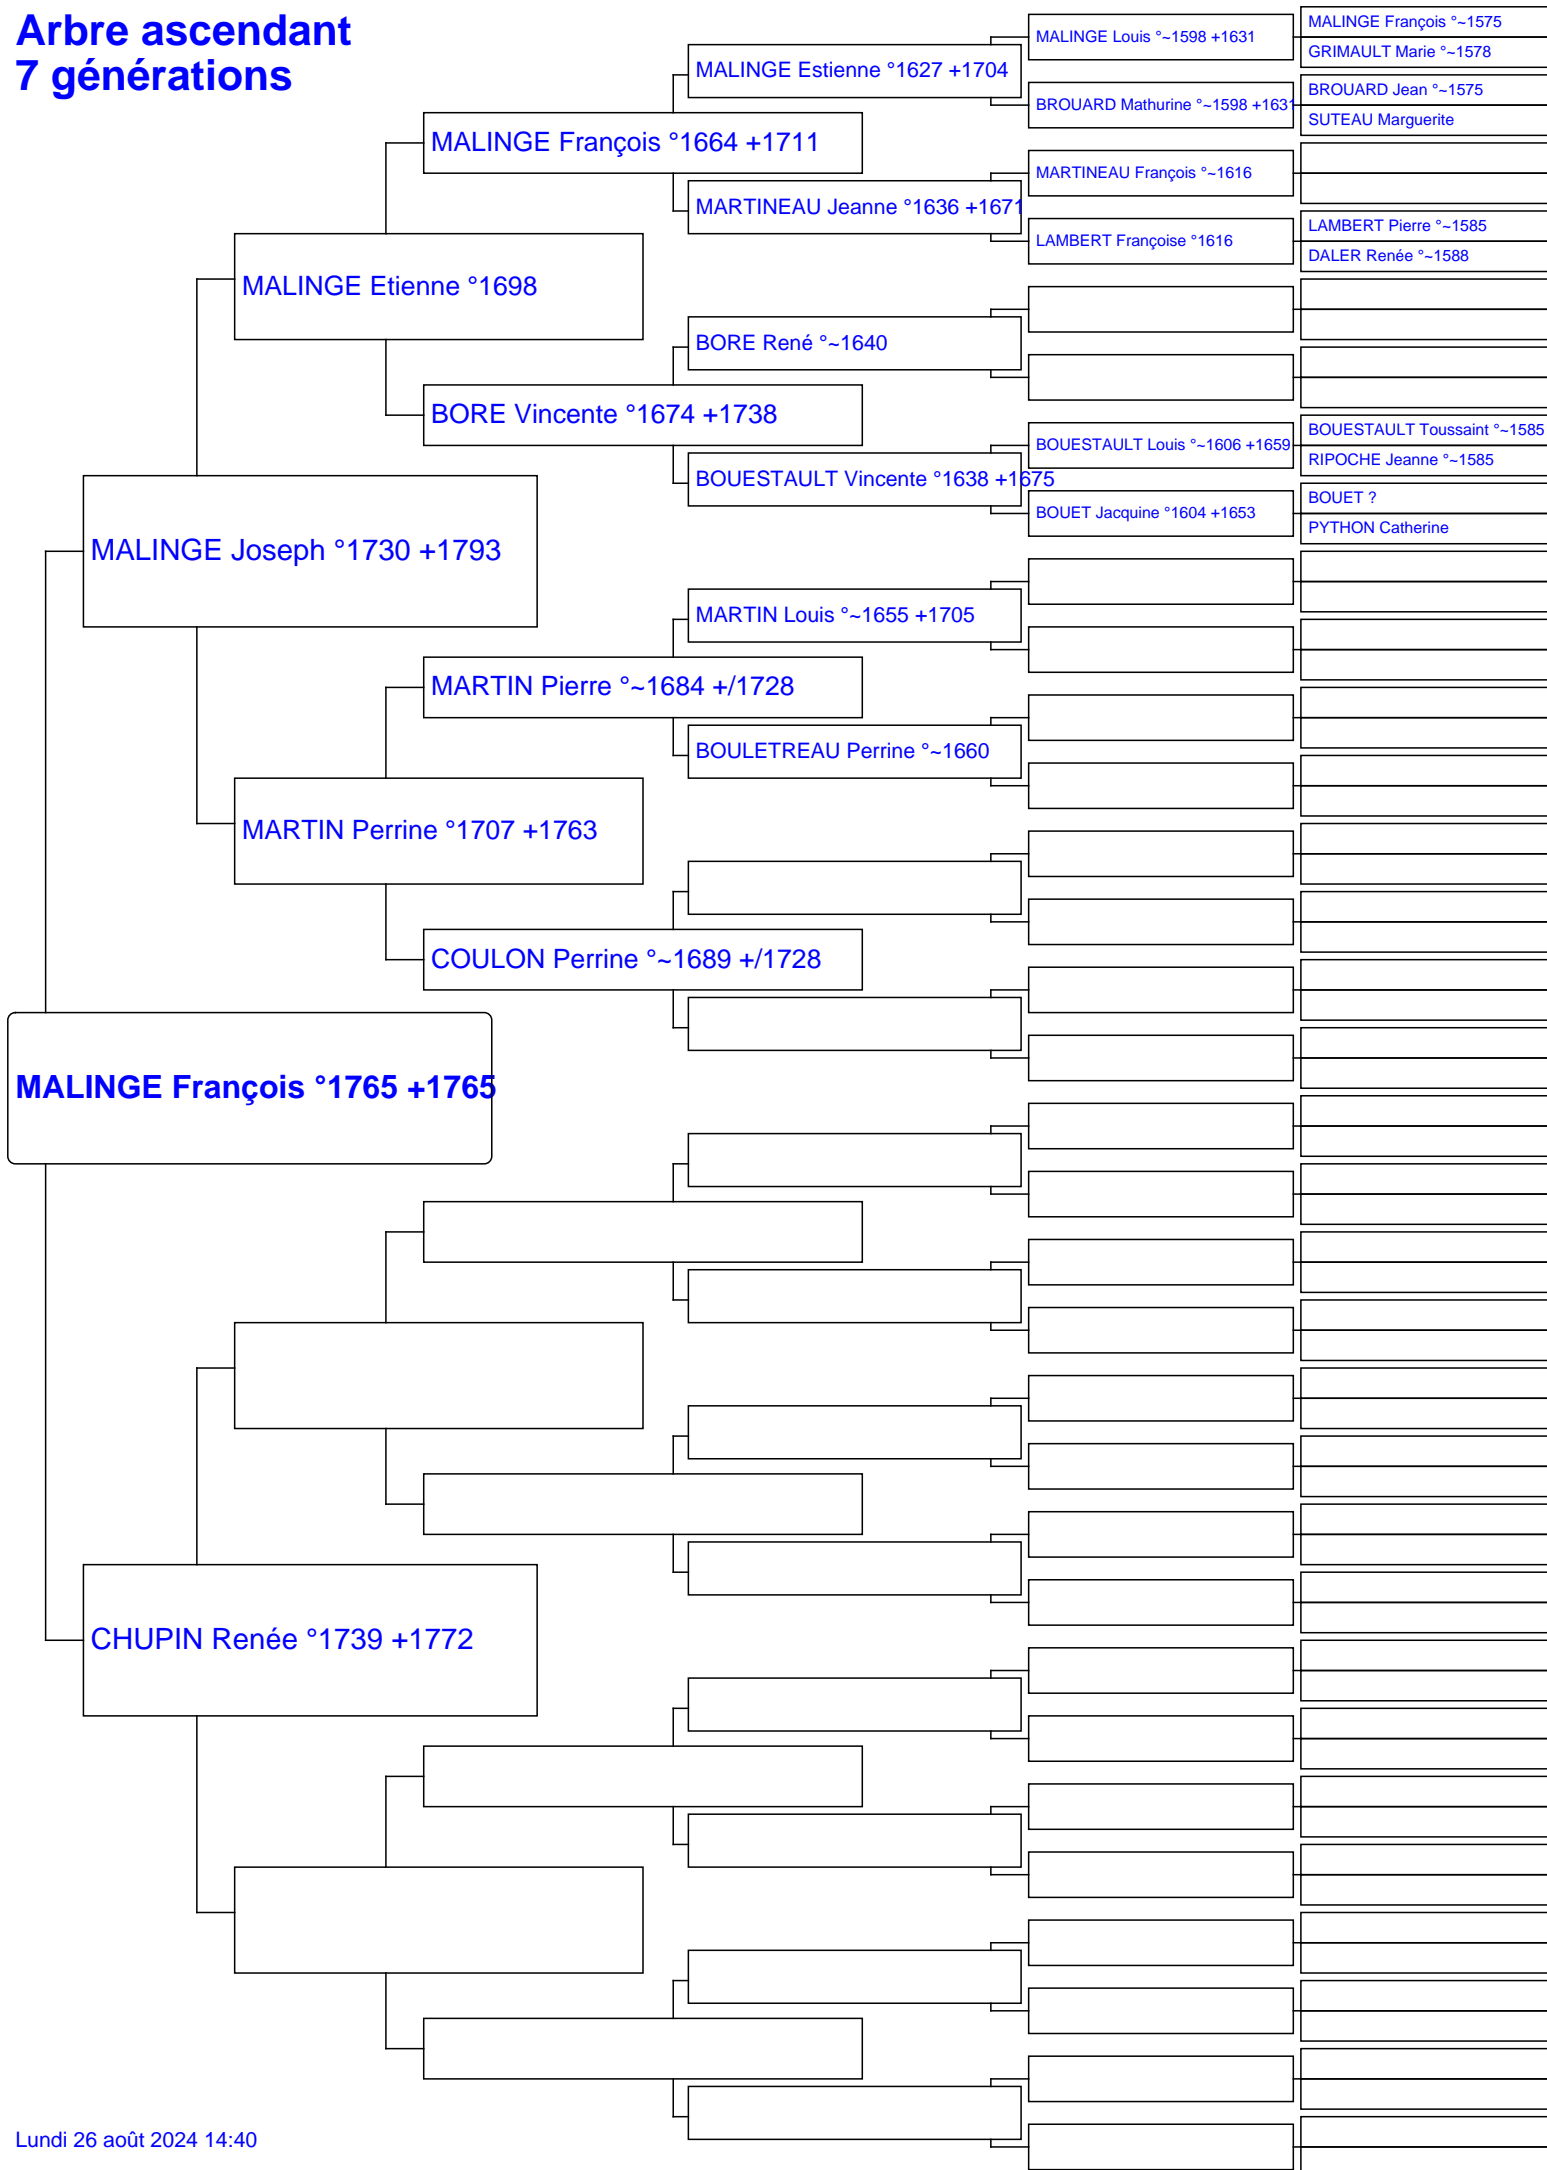 Arbre ascendant
7 générations
MALINGE François °1765 +1765
MALINGE Joseph °1730 +1793
CHUPIN Renée °1739 +1772
MALINGE Etienne °1698
MARTIN Perrine °1707 +1763
MALINGE François °1664 +1711
BORE Vincente °1674 +1738
MARTIN Pierre °~1684 +/1728
COULON Perrine °~1689 +/1728
MALINGE Estienne °1627 +1704
MARTINEAU Jeanne °1636 +1671
BORE René °~1640
BOUESTAULT Vincente °1638 +1675
MARTIN Louis °~1655 +1705
BOULETREAU Perrine °~1660
MALINGE Louis °~1598 +1631
BROUARD Mathurine °~1598 +1631
MARTINEAU François °~1616
LAMBERT Françoise °1616
BOUESTAULT Louis °~1606 +1659
BOUET Jacquine °1604 +1653
MALINGE François °~1575
GRIMAULT Marie °~1578
BROUARD Jean °~1575
SUTEAU Marguerite
LAMBERT Pierre °~1585
DALER Renée °~1588
BOUESTAULT Toussaint °~1585
RIPOCHE Jeanne °~1585
BOUET ?
PYTHON Catherine
Lundi 26 août 2024 14:40